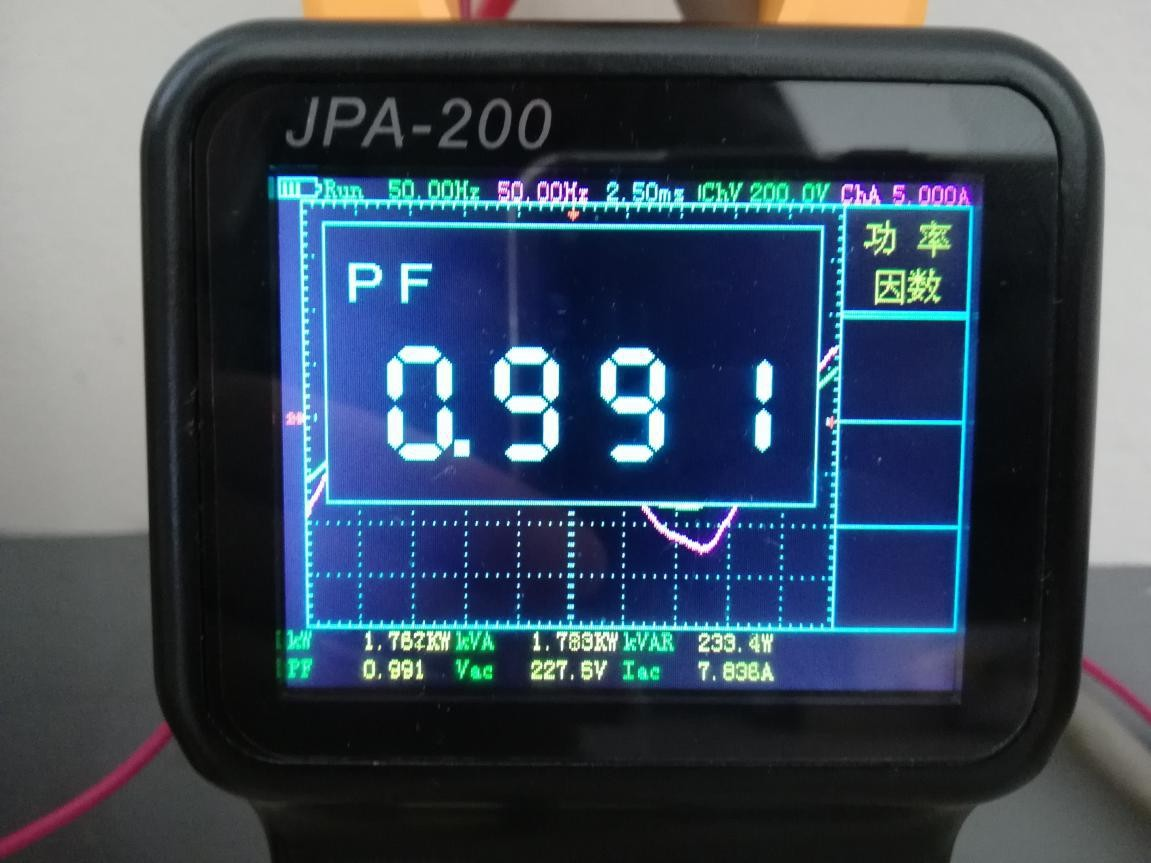 JPA-200
Run 50.00Hz 50.00Hz 2.50ms ChV 200.0V ChA 5.000A
功 率
因数
PF
0.991
kW 1.762KW kVA 1.783KW kVAR 233.4W
PF 0.991 Vac 227.6V Iac 7.836A